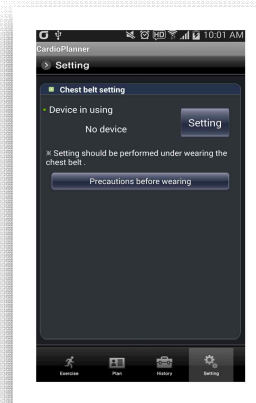 HD 10:01 AM
CardioPlanner
Setting
Chest belt setting
Device in using
No device
Setting
※ Setting should be performed under wearing the
chest belt .
Precautions before wearing
Exercise Plan History Setting